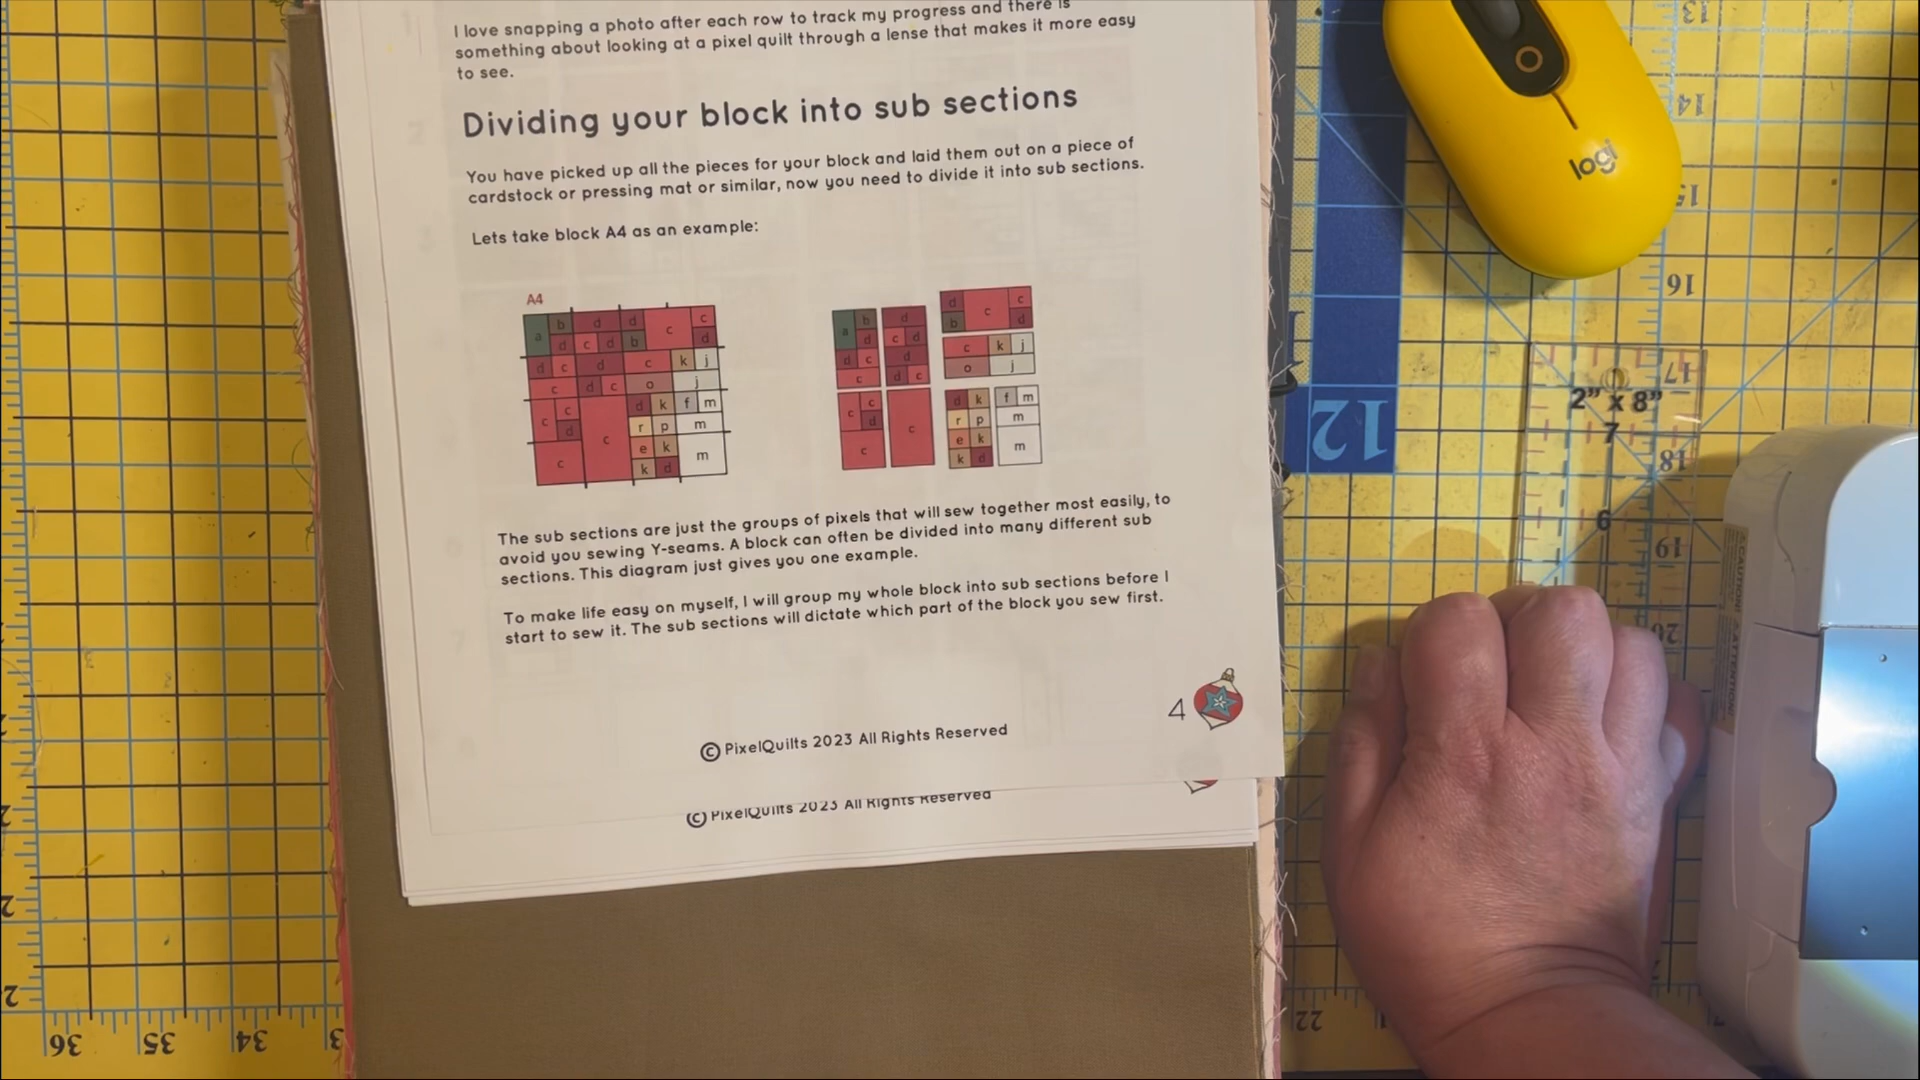 I love snapping a photo after each row to track my progress and there is
something about looking at a pixel quilt through a lense that makes it more easy
to see.
Dividing your block into sub sections
You have picked up all the pieces for your block and laid them out on a piece of
cardstock or pressing mat or similar, now you need to divide it into sub sections.
Lets take block A4 as an example:
A4
a b d d c c
d c d b d
d c d c k j
c d c o j
c c c d k f m
d r p m
c e k m
k d
a b d d c c
d c d b d
d c d c k j
c d c o j
c c c d k f m
d r p m
c e k m
k d
The sub sections are just the groups of pixels that will sew together most easily, to
avoid you sewing Y-seams. A block can often be divided into many different sub
sections. This diagram just gives you one example.
To make life easy on myself, I will group my whole block into sub sections before I
start to sew it. The sub sections will dictate which part of the block you sew first.
4
© PixelQuilts 2023 All Rights Reserved
© PixelQuilts 2023 All Rights Reserved
logi
13
14
15
16
17
18
19
20
22
12
2" x 8"
7
6
36
35
34